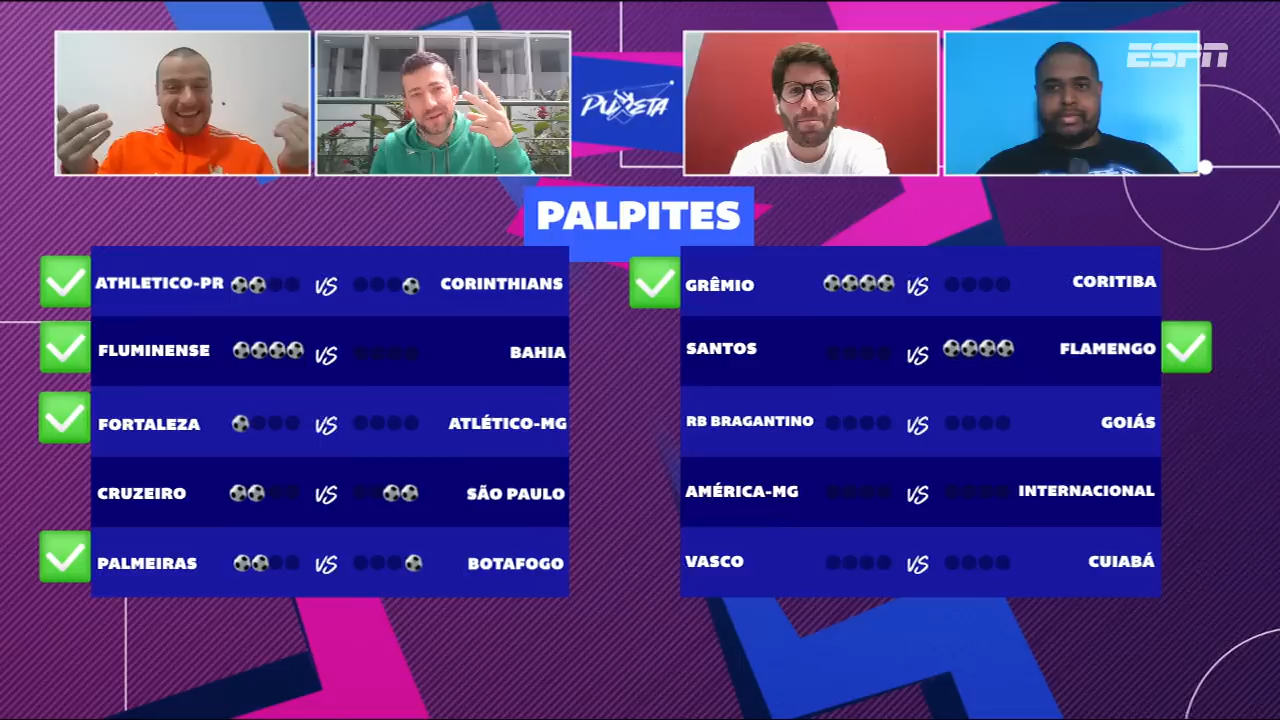 ESPN
PUXETA
PALPITES
ATHLETICO-PR VS CORINTHIANS
FLUMINENSE VS BAHIA
FORTALEZA VS ATLÉTICO-MG
CRUZEIRO VS SÃO PAULO
PALMEIRAS VS BOTAFOGO
GRÊMIO VS CORITIBA
SANTOS VS FLAMENGO
RB BRAGANTINO VS GOIÁS
AMÉRICA-MG VS INTERNACIONAL
VASCO VS CUIABÁ